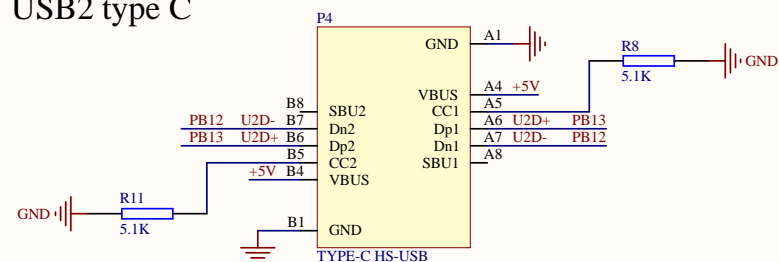 USB2 type C
P4
GND A1
R8
5.1K
GND
VBUS A4 +5V
B8 SBU2 CC1 A5
PB12 U2D- B7 Dn2 Dp1 A6 U2D+ PB13
PB13 U2D+ B6 Dp2 Dn1 A7 U2D- PB12
B5 CC2 SBU1 A8
+5V B4 VBUS
R11
GND
5.1K
B1 GND
TYPE-C HS-USB